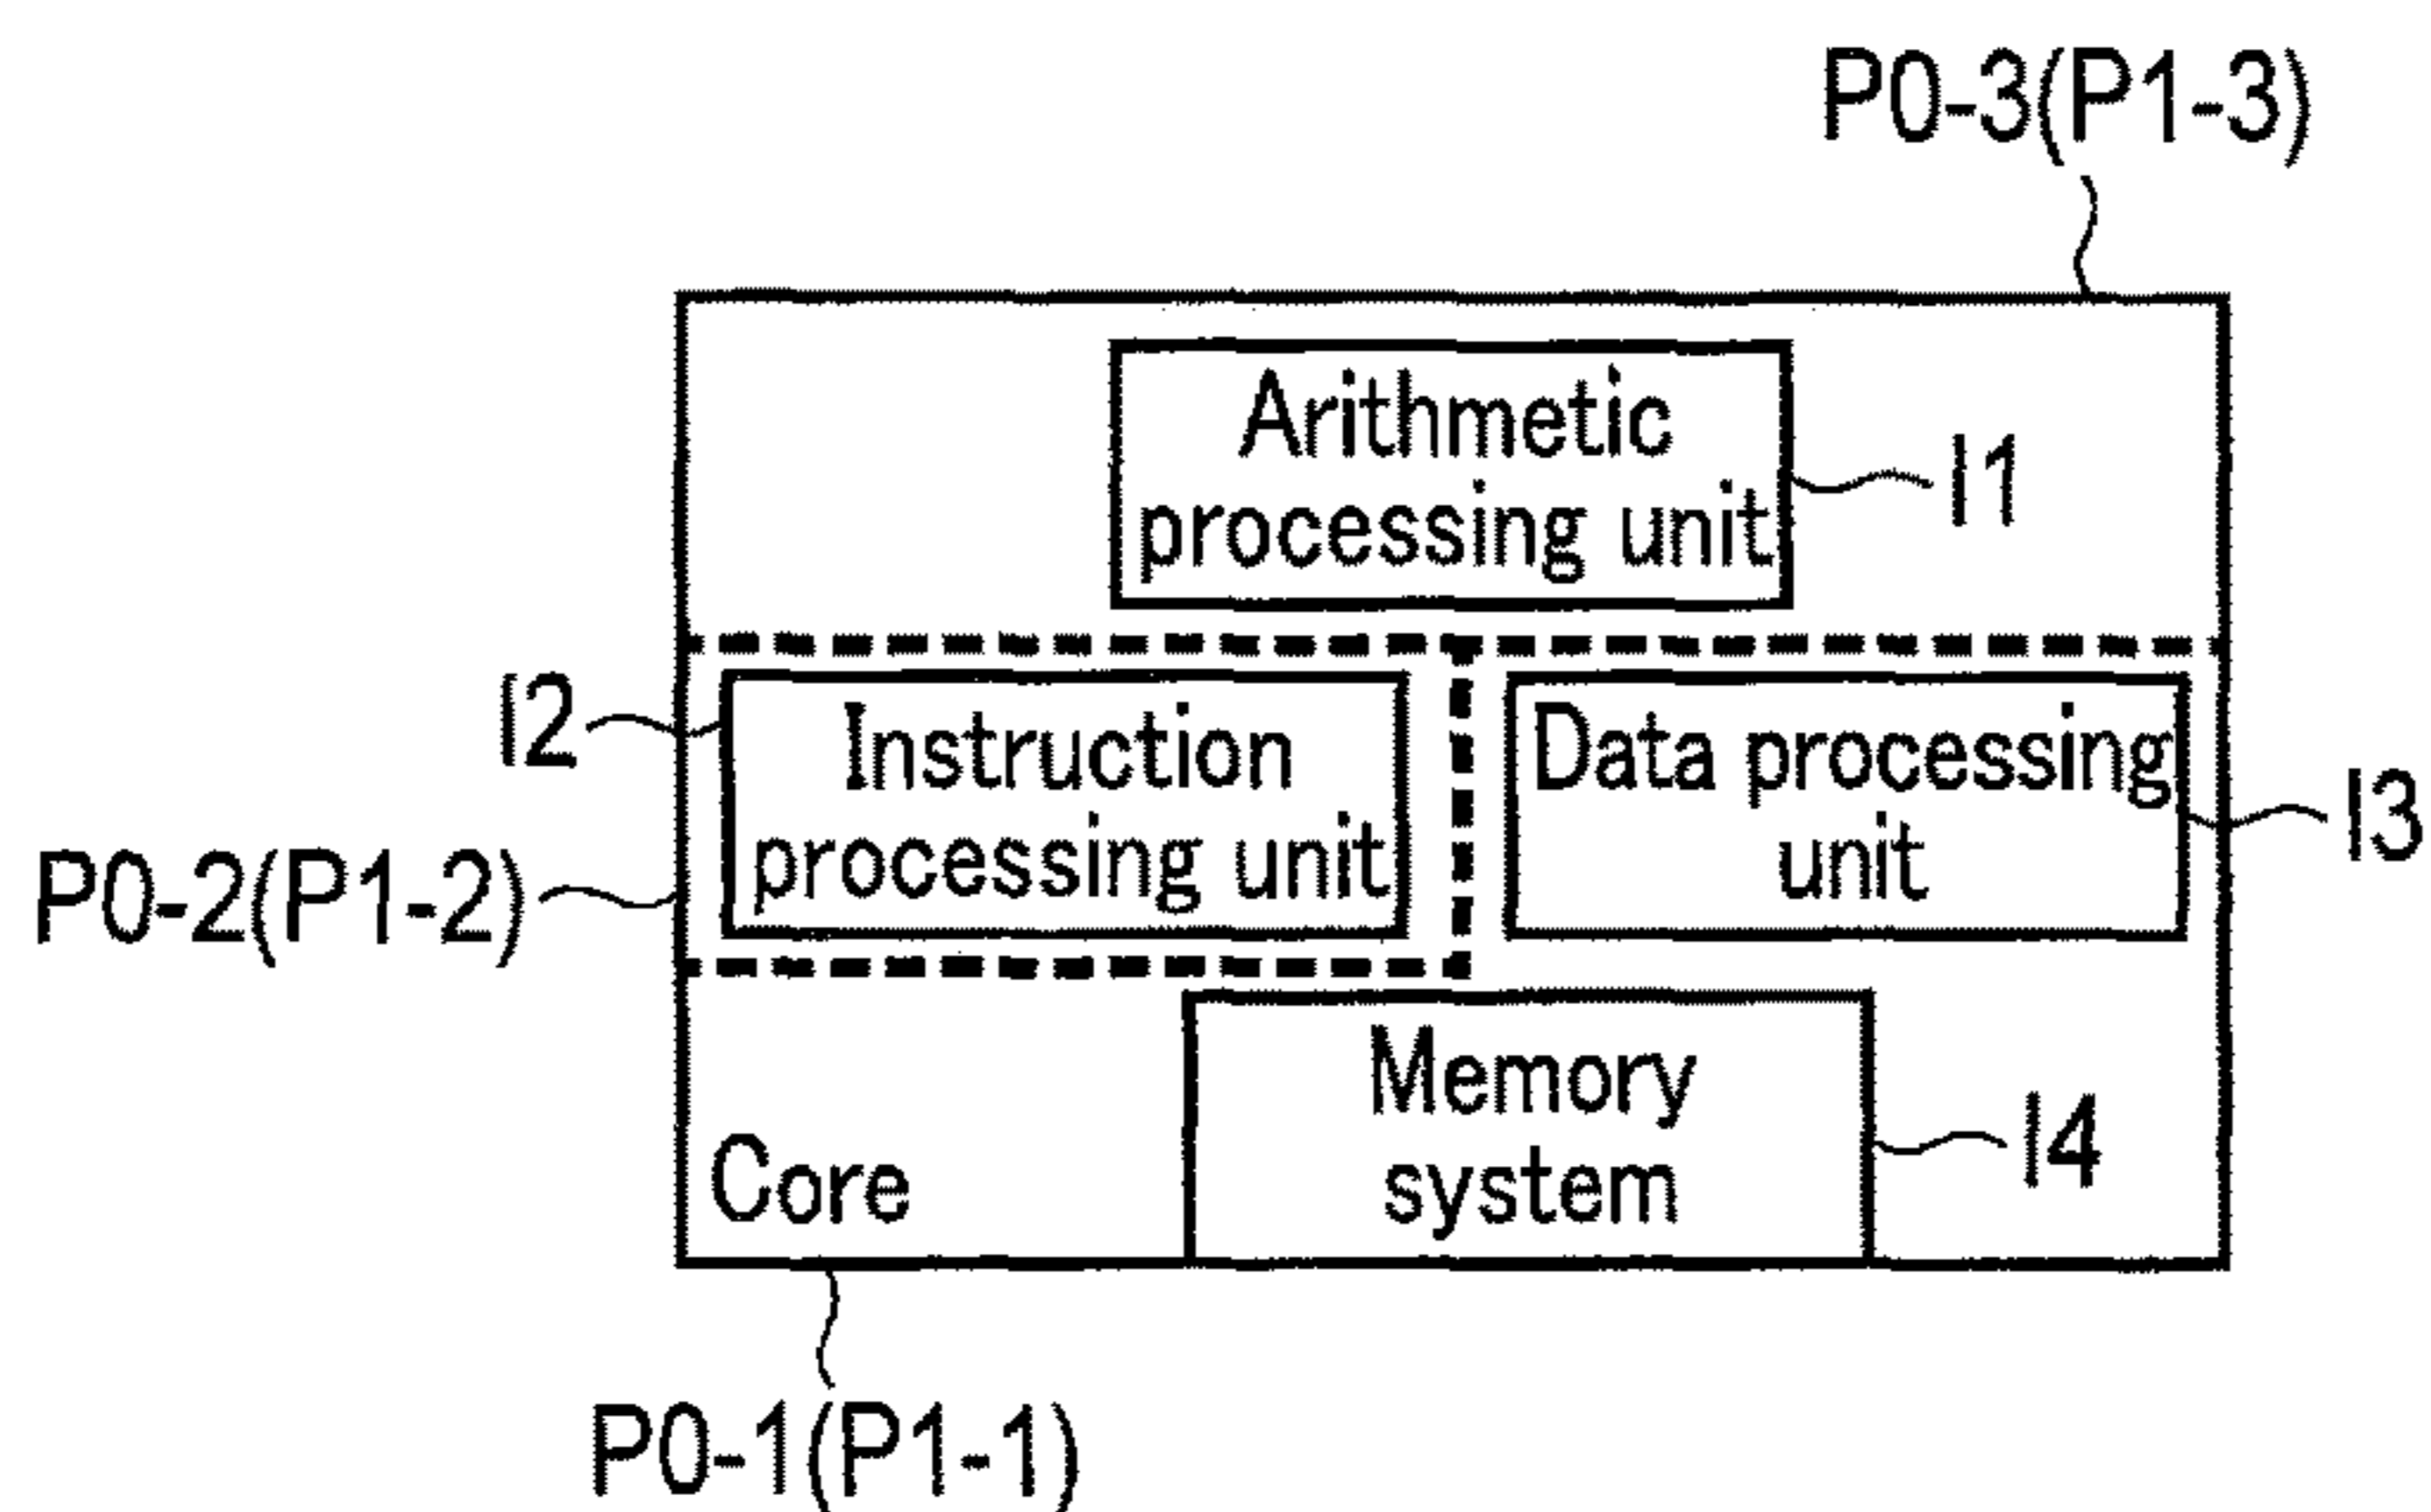 P0-3(P1-3)
Arithmetic
processing unit
I1
I2
Instruction
processing unit
Data processing
unit
I3
P0-2(P1-2)
Memory
system
I4
Core
P0-1(P1-1)